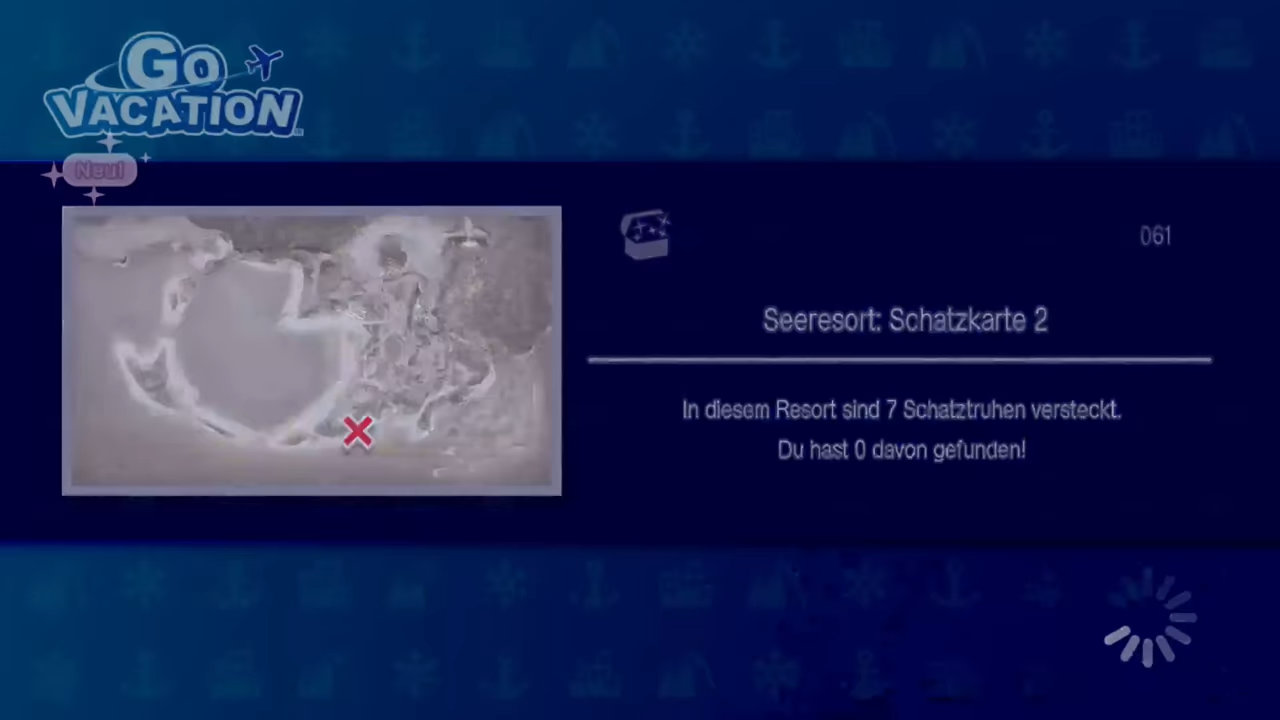 Go
VACATION
Neu!
061
Seeresort: Schatzkarte 2
In diesem Resort sind 7 Schatztruhen versteckt.
Du hast 0 davon gefunden!